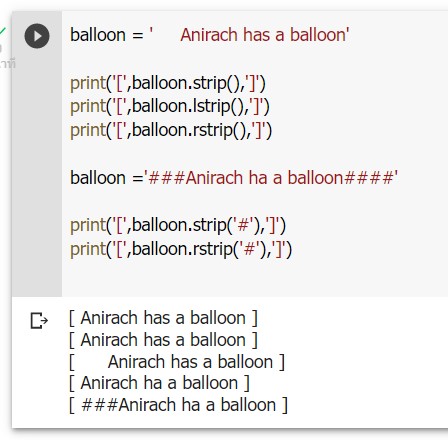 balloon = '     Anirach has a balloon'
print('[',balloon.strip(),']')
print('[',balloon.lstrip(),']')
print('[',balloon.rstrip(),']')
balloon ='###Anirach ha a balloon####'
print('[',balloon.strip('#'),']')
print('[',balloon.rstrip('#'),']')
[ Anirach has a balloon ]
[ Anirach has a balloon ]
[      Anirach has a balloon ]
[ Anirach ha a balloon ]
[ ###Anirach ha a balloon ]